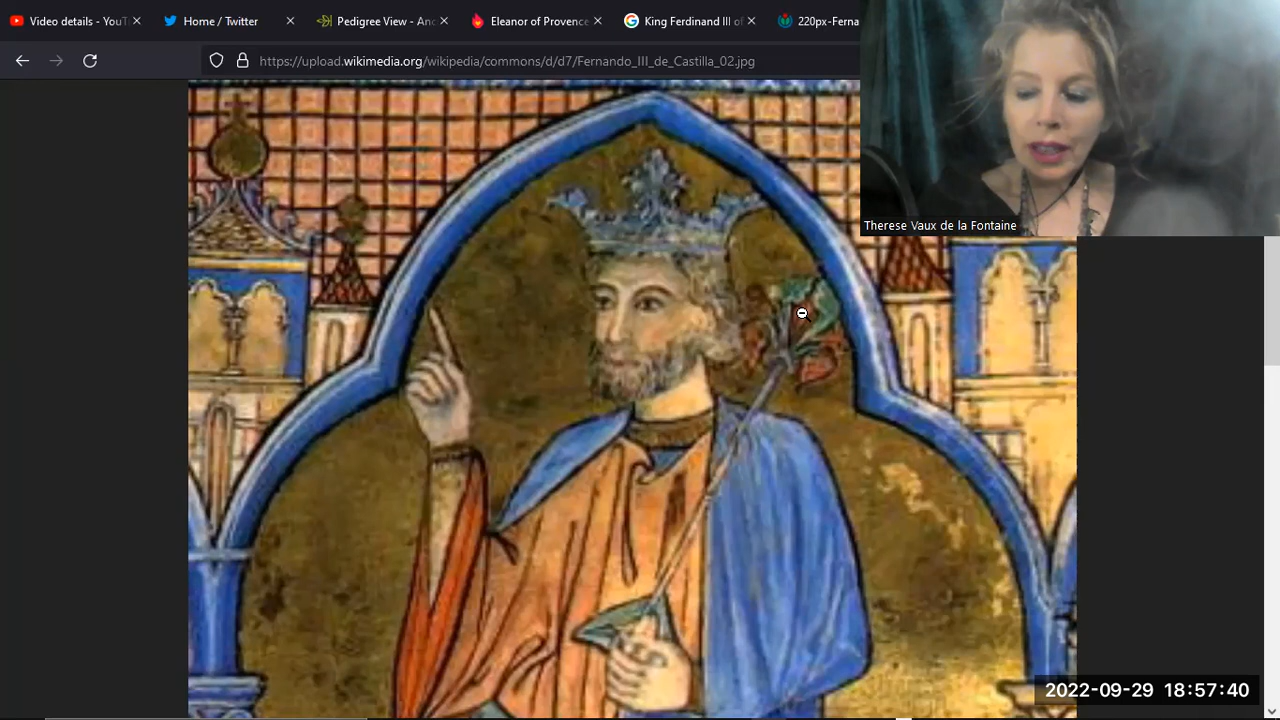 Video details - YouT
Home / Twitter
Pedigree View - Anc
Eleanor of Provence
King Ferdinand III of
220px-Ferna
https://upload.wikimedia.org/wikipedia/commons/d/d7/Fernando_III_de_Castilla_02.jpg
Therese Vaux de la Fontaine
2022-09-29 18:57:40